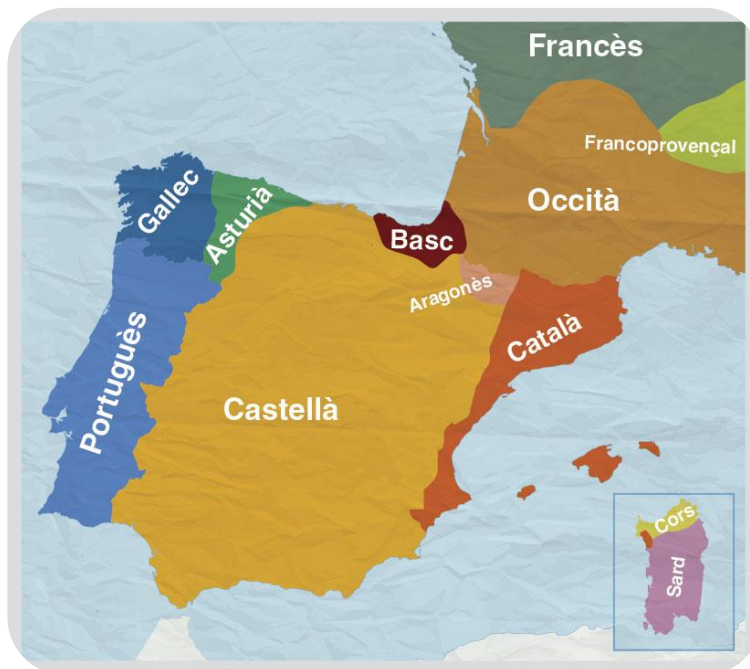 Francès
Francoprovençal
Occità
Gallec
Asturià
Basc
Aragonès
Català
Portuguès
Castellà
Cors
Sard